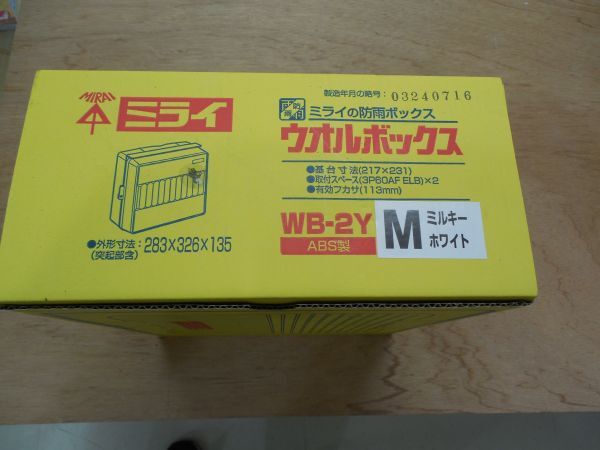 製造年月の略号：03240716
MIRAI
ミライ
防雨用
ミライの防雨ボックス
ウオルボックス
●基台寸法(217×231)
●取付スペース(3P60AF ELB)×2
●有効フカサ(113mm)
WB-2Y
ABS製
M ミルキー
ホワイト
●外形寸法：283×326×135
(突起部含)